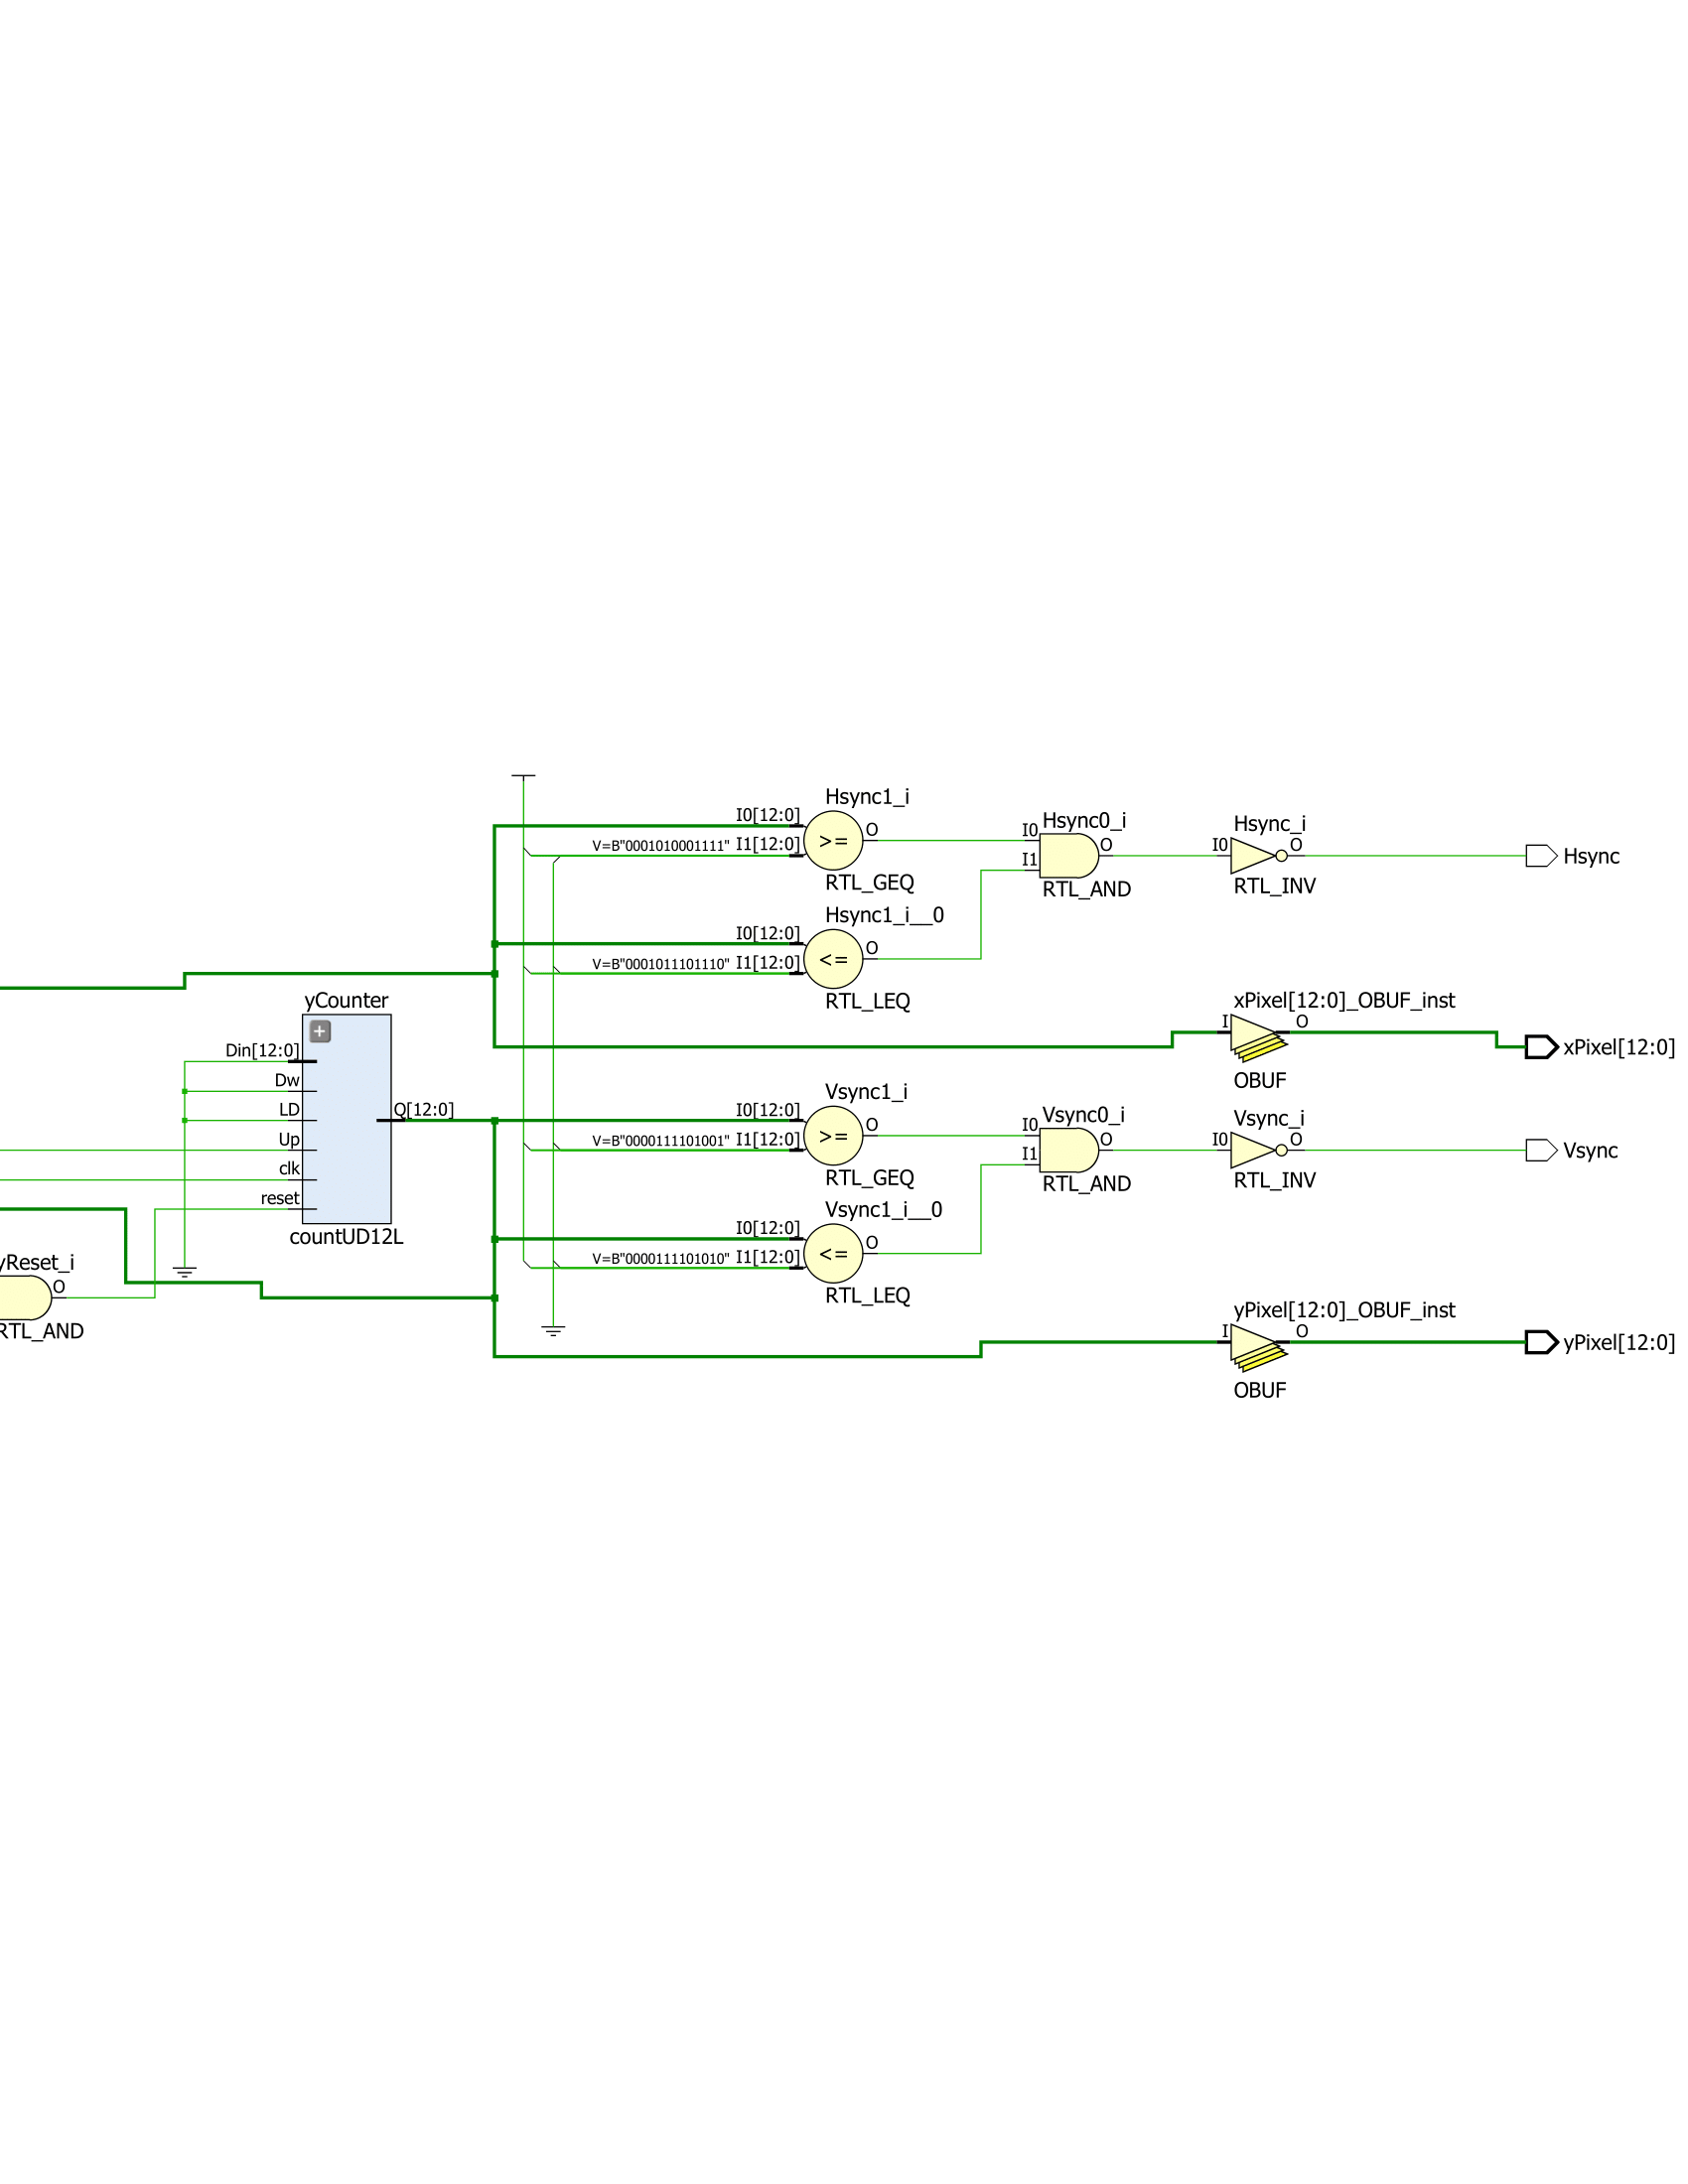 Hsync1_i
I0[12:0]
O
V=B"0001010001111" I1[12:0]
>=
RTL_GEQ
Hsync0_i
I0
I1
O
RTL_AND
Hsync_i
I0
O
RTL_INV
Hsync
Hsync1_i__0
I0[12:0]
O
V=B"0001011101110" I1[12:0]
<=
RTL_LEQ
xPixel[12:0]_OBUF_inst
I
O
OBUF
xPixel[12:0]
yCounter
+
Din[12:0]
Dw
LD
Up
clk
reset
Q[12:0]
countUD12L
Vsync1_i
I0[12:0]
O
V=B"0000111101001" I1[12:0]
>=
RTL_GEQ
Vsync0_i
I0
I1
O
RTL_AND
Vsync_i
I0
O
RTL_INV
Vsync
Vsync1_i__0
I0[12:0]
O
V=B"0000111101010" I1[12:0]
<=
RTL_LEQ
yReset_i
O
RTL_AND
yPixel[12:0]_OBUF_inst
I
O
OBUF
yPixel[12:0]